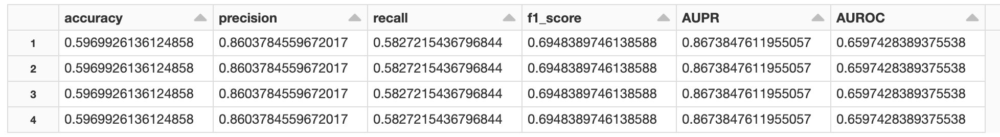 accuracy precision recall f1_score AUPR AUROC
1 0.5969926136124858 0.8603784559672017 0.5827215436796844 0.6948389746138588 0.8673847611955057 0.6597428389375538
2 0.5969926136124858 0.8603784559672017 0.5827215436796844 0.6948389746138588 0.8673847611955057 0.6597428389375538
3 0.5969926136124858 0.8603784559672017 0.5827215436796844 0.6948389746138588 0.8673847611955057 0.6597428389375538
4 0.5969926136124858 0.8603784559672017 0.5827215436796844 0.6948389746138588 0.8673847611955057 0.6597428389375538